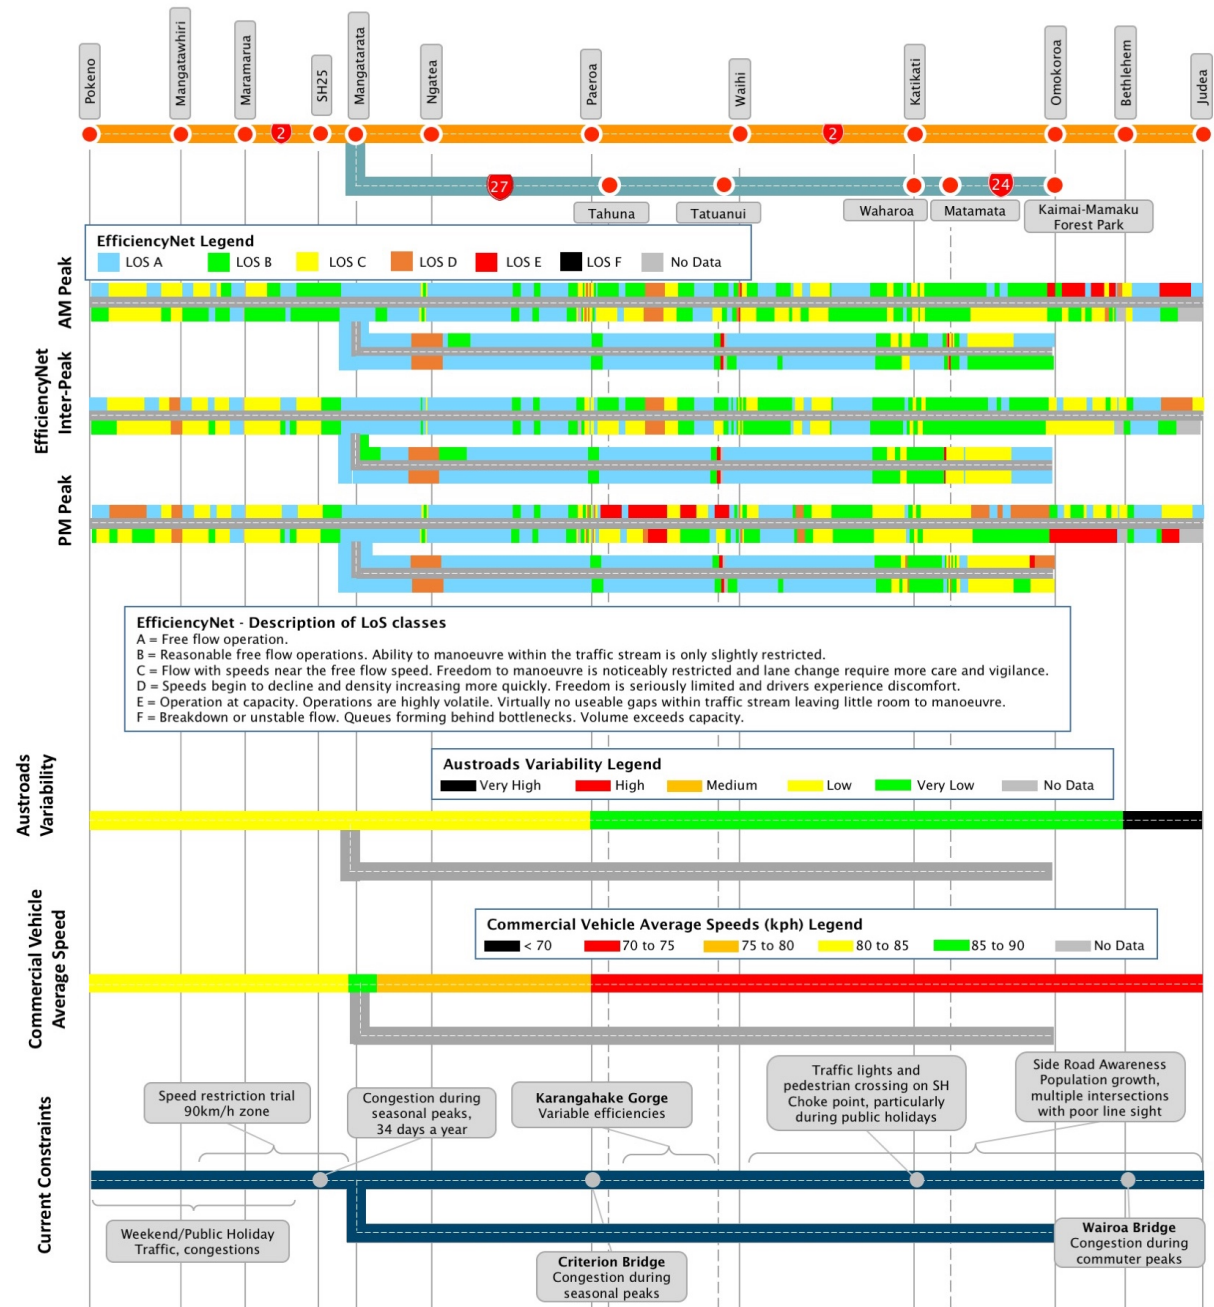 Pokeno
Mangatawhiri
Maramarua
SH25
Mangatarata
Ngatea
Paeroa
Waihi
Katikati
Omokoroa
Bethlehem
Judea
2
2
27
24
Tahuna
Tatuanui
Waharoa
Matamata
Kaimai-Mamaku
Forest Park
EfficiencyNet Legend
LOS A
LOS B
LOS C
LOS D
LOS E
LOS F
No Data
AM Peak
EfficiencyNet
Inter-Peak
PM Peak
EfficiencyNet - Description of LoS classes
A = Free flow operation.
B = Reasonable free flow operations. Ability to manoeuvre within the traffic stream is only slightly restricted.
C = Flow with speeds near the free flow speed. Freedom to manoeuvre is noticeably restricted and lane change require more care and vigilance.
D = Speeds begin to decline and density increasing more quickly. Freedom is seriously limited and drivers experience discomfort.
E = Operation at capacity. Operations are highly volatile. Virtually no useable gaps within traffic stream leaving little room to manoeuvre.
F = Breakdown or unstable flow. Queues forming behind bottlenecks. Volume exceeds capacity.
Austroads
Variability
Austroads Variability Legend
Very High
High
Medium
Low
Very Low
No Data
Commercial Vehicle
Average Speed
Commercial Vehicle Average Speeds (kph) Legend
< 70
70 to 75
75 to 80
80 to 85
85 to 90
No Data
Current Constraints
Speed restriction trial
90km/h zone
Congestion during
seasonal peaks,
34 days a year
Karangahake Gorge
Variable efficiencies
Traffic lights and
pedestrian crossing on SH
Choke point, particularly
during public holidays
Side Road Awareness
Population growth,
multiple intersections
with poor line sight
Weekend/Public Holiday
Traffic, congestions
Criterion Bridge
Congestion during
seasonal peaks
Wairoa Bridge
Congestion during
commuter peaks